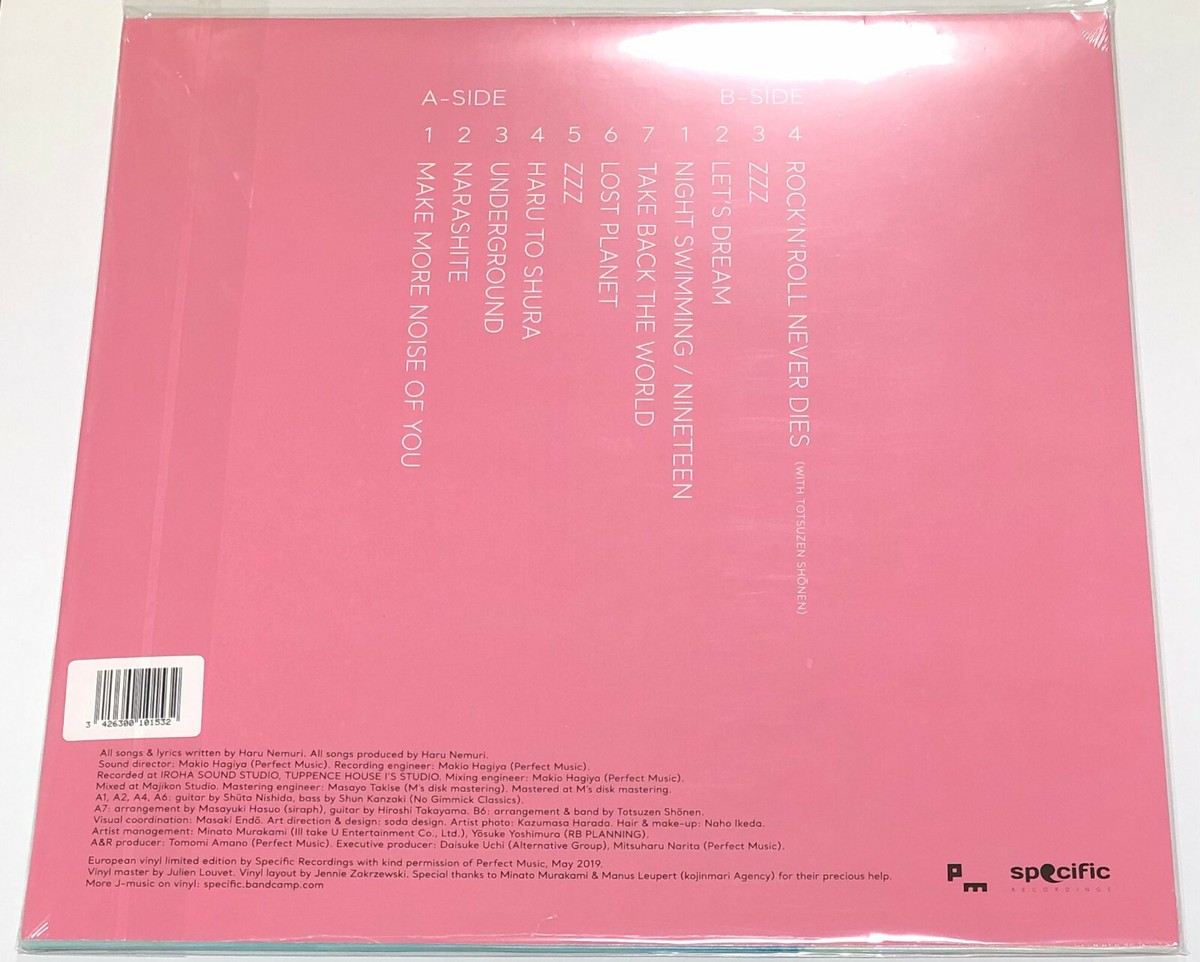 A-SIDE
1 MAKE MORE NOISE OF YOU
2 NARASHITE
3 UNDERGROUND
4 HARU TO SHURA
5 ZZZ
6 LOST PLANET
7 TAKE BACK THE WORLD
B-SIDE
1 NIGHT SWIMMING / NINETEEN
2 LET'S DREAM
3 ZZZ
4 ROCK'N'ROLL NEVER DIES (WITH TOTSUZEN SHŌNEN)
3 426300 101532
All songs & lyrics written by Haru Nemuri. All songs produced by Haru Nemuri.
Sound director: Makio Hagiya (Perfect Music). Recording engineer: Makio Hagiya (Perfect Music).
Recorded at IROHA SOUND STUDIO, TUPPENCE HOUSE I'S STUDIO. Mixing engineer: Makio Hagiya (Perfect Music).
Mixed at Majikon Studio. Mastering engineer: Masayo Takise (M's disk mastering). Mastered at M's disk mastering.
A1, A2, A4, A6: guitar by Shūta Nishida, bass by Shun Kanzaki (No Gimmick Classics).
A7: arrangement by Masayuki Hasuo (siraph), guitar by Hiroshi Takayama. B6: arrangement & band by Totsuzen Shōnen.
Visual coordination: Masaki Endō. Art direction & design: soda design. Artist photo: Kazumasa Harada. Hair & make-up: Naho Ikeda.
Artist management: Minato Murakami (Ill take U Entertainment Co., Ltd.), Yōsuke Yoshimura (RB PLANNING).
A&R producer: Tomomi Amano (Perfect Music). Executive producer: Daisuke Uchi (Alternative Group), Mitsuharu Narita (Perfect Music).
European vinyl limited edition by Specific Recordings with kind permission of Perfect Music, May 2019.
Vinyl master by Julien Louvet. Vinyl layout by Jennie Zakrzewski. Special thanks to Minato Murakami & Manus Leupert (kojinmari Agency) for their precious help.
More J-music on vinyl: specific.bandcamp.com
PM
specific
RECORDINGS